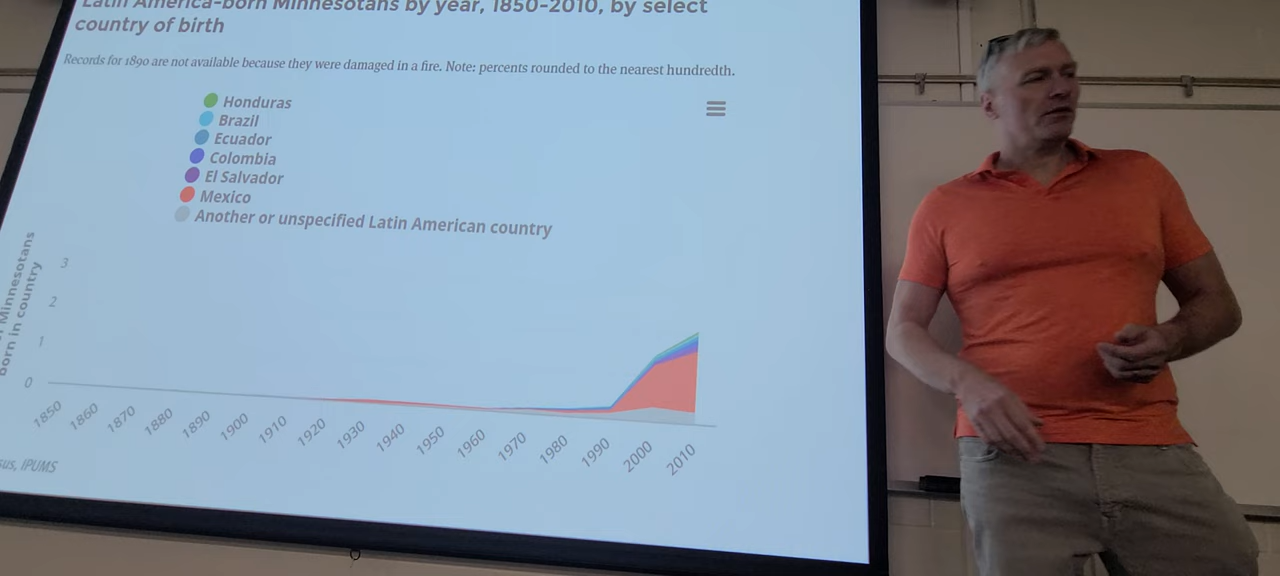 Latin America-born Minnesotans by year, 1850-2010, by select
country of birth
Records for 1890 are not available because they were damaged in a fire. Note: percents rounded to the nearest hundredth.
Honduras
Brazil
Ecuador
Colombia
El Salvador
Mexico
Another or unspecified Latin American country
Minnesotans
born in country
3
2
1
0
1850
1860
1870
1880
1890
1900
1910
1920
1930
1940
1950
1960
1970
1980
1990
2000
2010
IPUMS